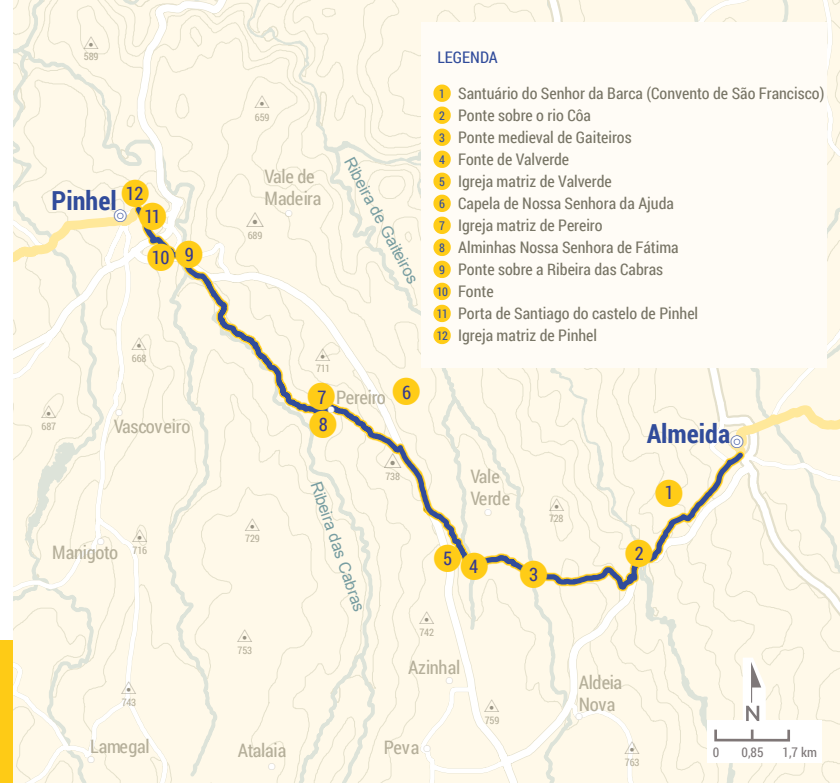 LEGENDA
1 Santuário do Senhor da Barca (Convento de São Francisco)
2 Ponte sobre o rio Côa
3 Ponte medieval de Gaiteiros
4 Fonte de Valverde
5 Igreja matriz de Valverde
6 Capela de Nossa Senhora da Ajuda
7 Igreja matriz de Pereiro
8 Alminhas Nossa Senhora de Fátima
9 Ponte sobre a Ribeira das Cabras
10 Fonte
11 Porta de Santiago do castelo de Pinhel
12 Igreja matriz de Pinhel
589
659
Ribeira de Gaiteiros
Vale de
Madeira
12
Pinhel
11
689
10
9
668
711
7
Pereiro
6
687
Vascoveiro
8
Almeida
738
Vale
Verde
1
728
Ribeira das Cabras
729
716
Manigoto
5
4
3
2
742
753
Azinhal
Aldeia
Nova
743
759
N
Lamegal
Atalaia
Peva
763
0 0,85 1,7 km